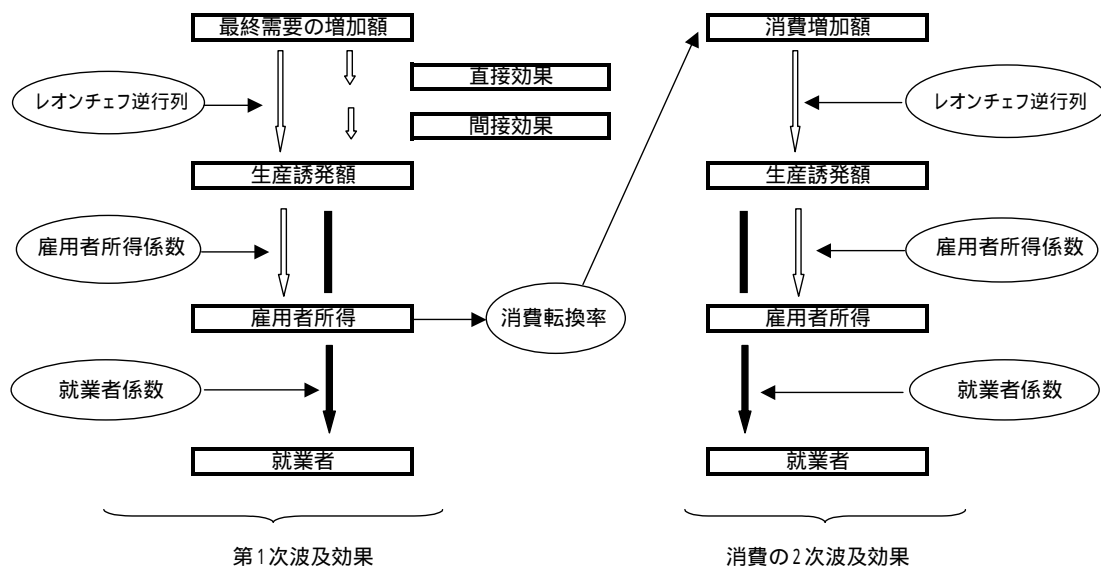 最終需要の増加額
直接効果
レオンチェフ逆行列
間接効果
生産誘発額
雇用者所得係数
雇用者所得
消費転換率
就業者係数
就業者
第1次波及効果
消費増加額
レオンチェフ逆行列
生産誘発額
雇用者所得係数
雇用者所得
就業者係数
就業者
消費の2次波及効果